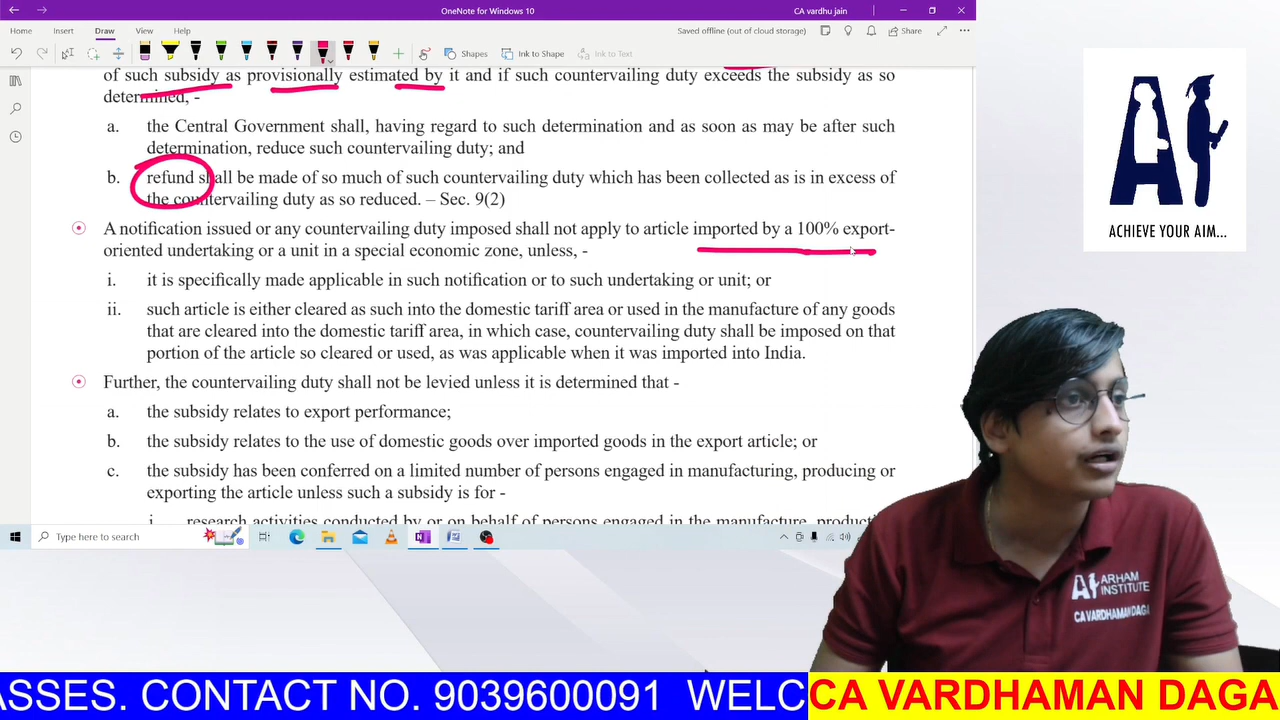 OneNote for Windows 10
CA vardhu jain
Home Insert Draw View Help
Saved offline (out of cloud storage)
Share
Shapes
Ink to Shape
Ink to Text
of such subsidy as provisionally estimated by it and if such countervailing duty exceeds the subsidy as so
determined, -
a. the Central Government shall, having regard to such determination and as soon as may be after such
determination, reduce such countervailing duty; and
b. refund shall be made of so much of such countervailing duty which has been collected as is in excess of
the countervailing duty as so reduced. – Sec. 9(2)
A notification issued or any countervailing duty imposed shall not apply to article imported by a 100% export-
oriented undertaking or a unit in a special economic zone, unless, -
i. it is specifically made applicable in such notification or to such undertaking or unit; or
ii. such article is either cleared as such into the domestic tariff area or used in the manufacture of any goods
that are cleared into the domestic tariff area, in which case, countervailing duty shall be imposed on that
portion of the article so cleared or used, as was applicable when it was imported into India.
Further, the countervailing duty shall not be levied unless it is determined that -
a. the subsidy relates to export performance;
b. the subsidy relates to the use of domestic goods over imported goods in the export article; or
c. the subsidy has been conferred on a limited number of persons engaged in manufacturing, producing or
exporting the article unless such a subsidy is for -
i. research activities conducted by or on behalf of persons engaged in the manufacture,
Type here to search
A
ACHIEVE YOUR AIM...
ARHAM
INSTITUTE
CA VARDHAMAN DAGA
ASSES. CONTACT NO. 9039600091 WELC
CA VARDHAMAN DAGA